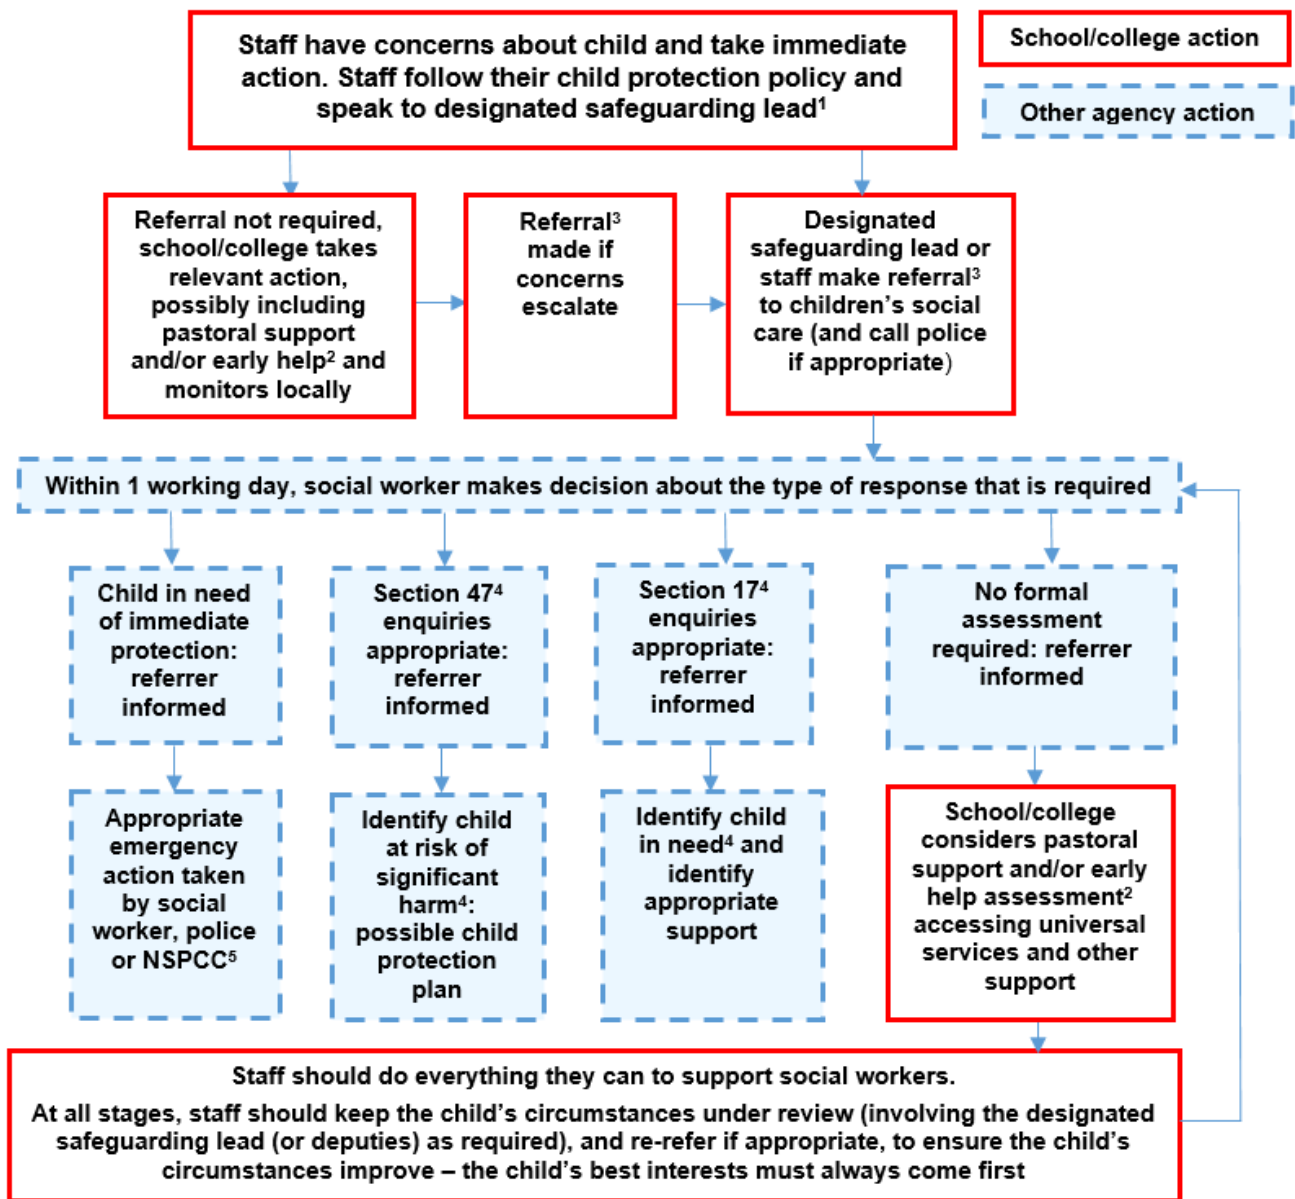 Staff have concerns about child and take immediate
action. Staff follow their child protection policy and
speak to designated safeguarding lead¹
School/college action
Other agency action
Referral not required,
school/college takes
relevant action,
possibly including
pastoral support
and/or early help² and
monitors locally
Referral³
made if
concerns
escalate
Designated
safeguarding lead or
staff make referral³
to children’s social
care (and call police
if appropriate)
Within 1 working day, social worker makes decision about the type of response that is required
Child in need
of immediate
protection:
referrer
informed
Section 47⁴
enquiries
appropriate:
referrer
informed
Section 17⁴
enquiries
appropriate:
referrer
informed
No formal
assessment
required: referrer
informed
Appropriate
emergency
action taken
by social
worker, police
or NSPCC⁵
Identify child
at risk of
significant
harm⁴:
possible child
protection
plan
Identify child
in need⁴ and
identify
appropriate
support
School/college
considers pastoral
support and/or early
help assessment²
accessing universal
services and other
support
Staff should do everything they can to support social workers.
At all stages, staff should keep the child’s circumstances under review (involving the designated
safeguarding lead (or deputies) as required), and re-refer if appropriate, to ensure the child’s
circumstances improve – the child’s best interests must always come first